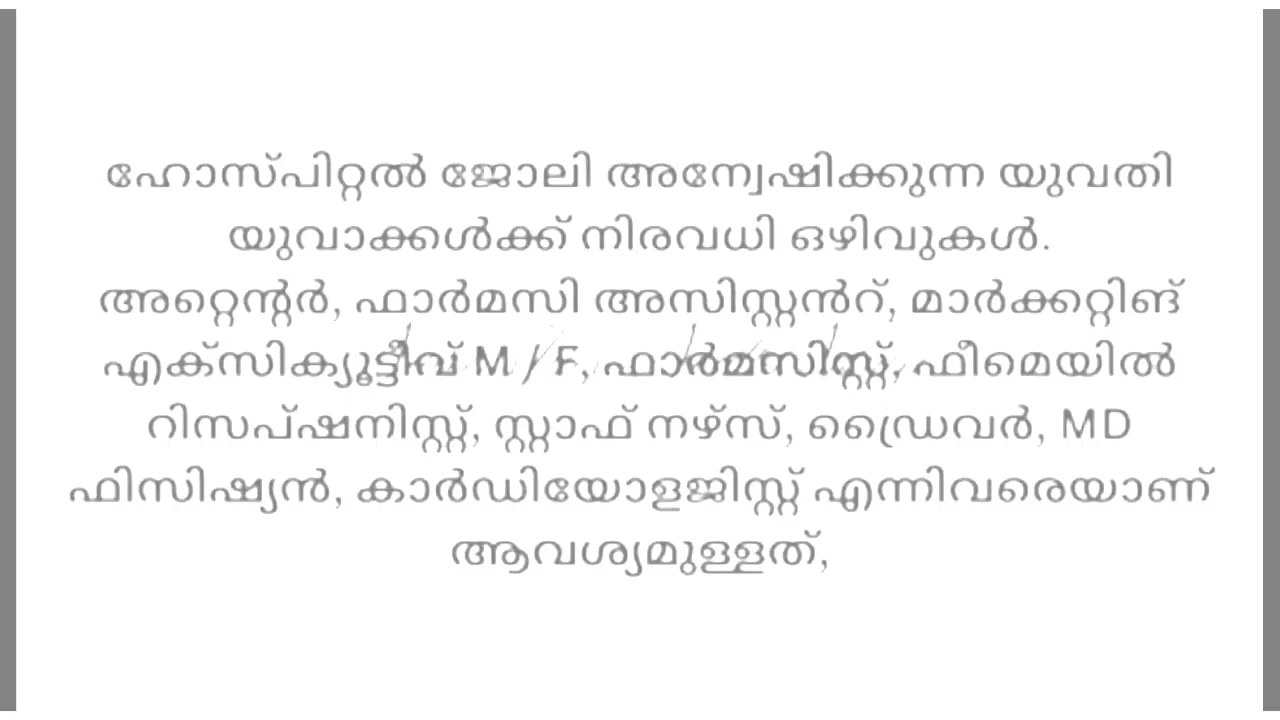 ഹോസ്പിറ്റൽ ജോലി അന്വേഷിക്കുന്ന യുവതി
യുവാക്കൾക്ക് നിരവധി ഒഴിവുകൾ.
അറ്റെന്റർ, ഫാർമസി അസിസ്റ്റൻറ്, മാർക്കറ്റിങ്
എക്സിക്യൂട്ടീവ് M / F, ഫാർമസിസ്റ്റ്, ഫീമെയിൽ
റിസപ്ഷനിസ്റ്റ്, സ്റ്റാഫ് നഴ്സ്, ഡ്രൈവർ, MD
ഫിസിഷ്യൻ, കാർഡിയോളജിസ്റ്റ് എന്നിവരെയാണ്
ആവശ്യമുള്ളത്,